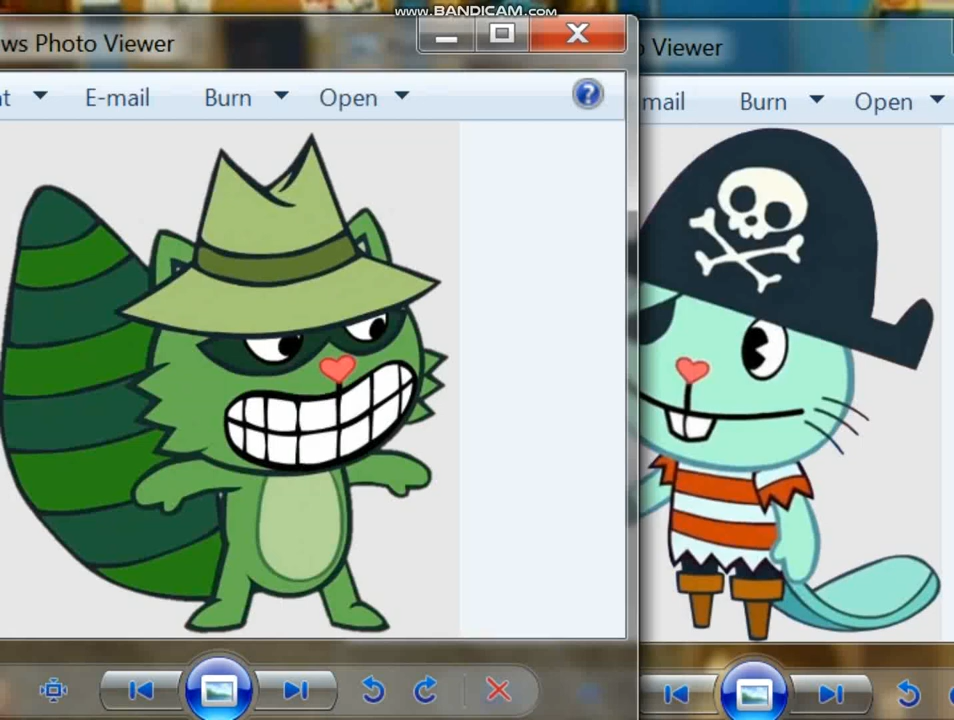 www.BANDICAM.com
ws Photo Viewer
o Viewer
nt E-mail Burn Open ?
mail Burn Open